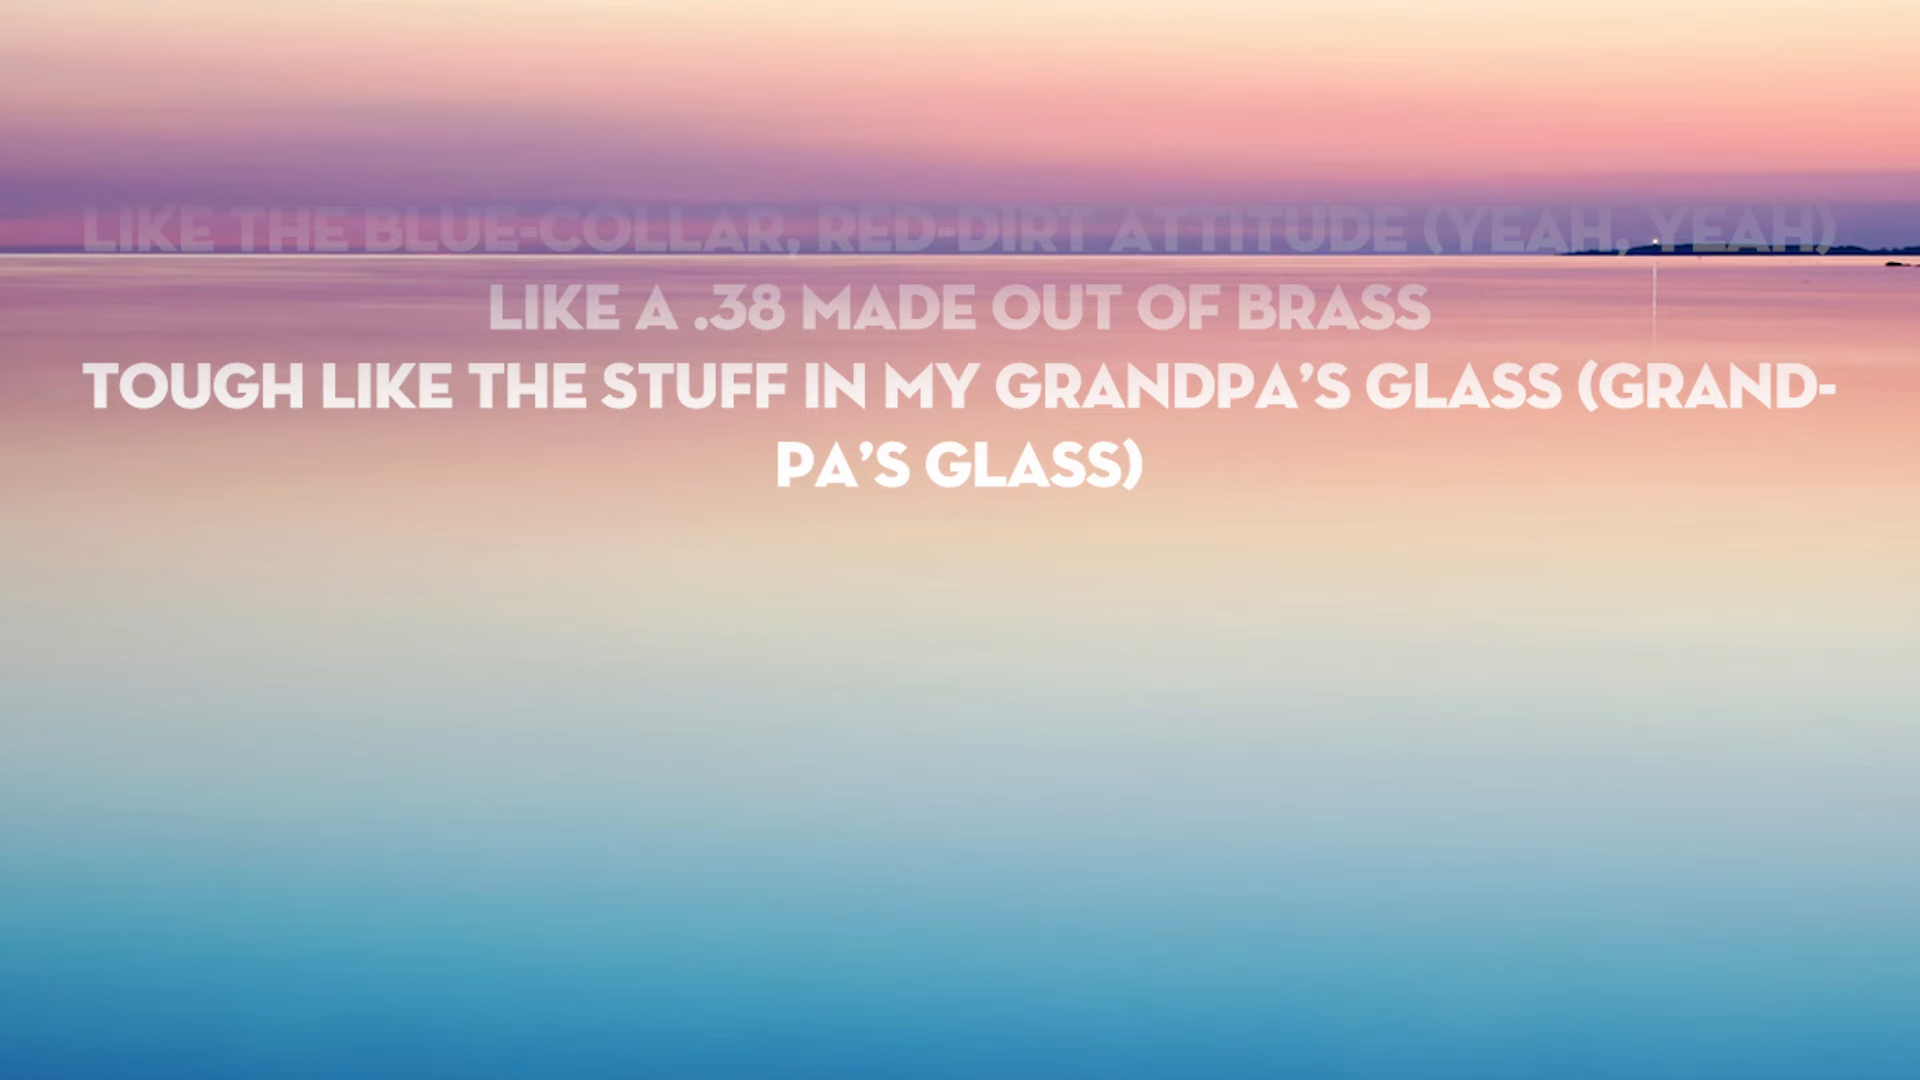 LIKE THE BLUE-COLLAR, RED-DIRT ATTITUDE (YEAH, YEAH)
LIKE A .38 MADE OUT OF BRASS
TOUGH LIKE THE STUFF IN MY GRANDPA’S GLASS (GRAND-
PA’S GLASS)